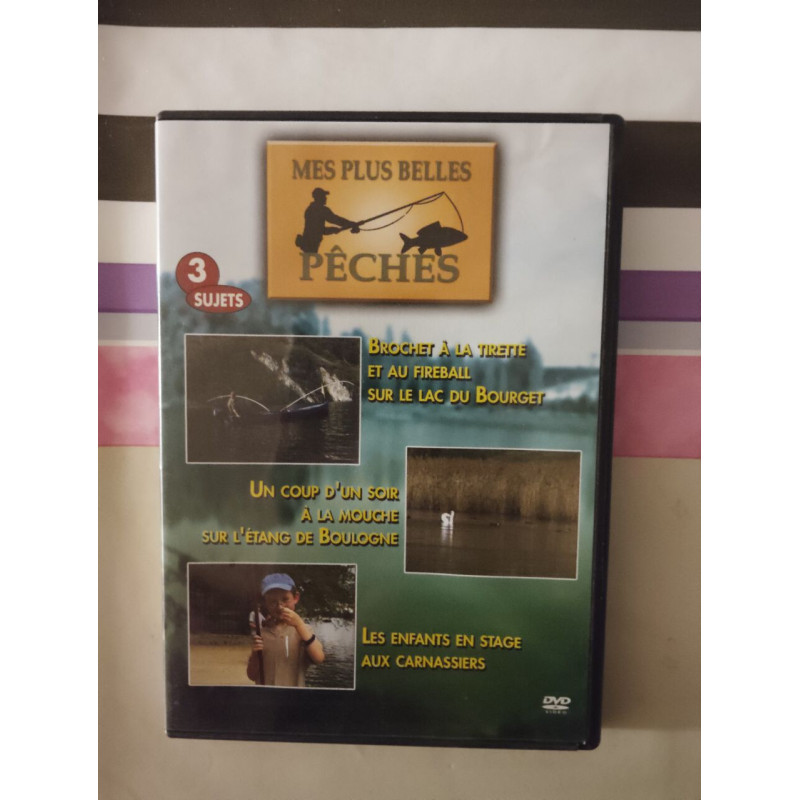 MES PLUS BELLES
PÊCHES
3
SUJETS
BROCHET À LA TIRETTE
ET AU FIREBALL
SUR LE LAC DU BOURGET
UN COUP D'UN SOIR
À LA MOUCHE
SUR L'ÉTANG DE BOULOGNE
LES ENFANTS EN STAGE
AUX CARNASSIERS
DVD
VIDEO